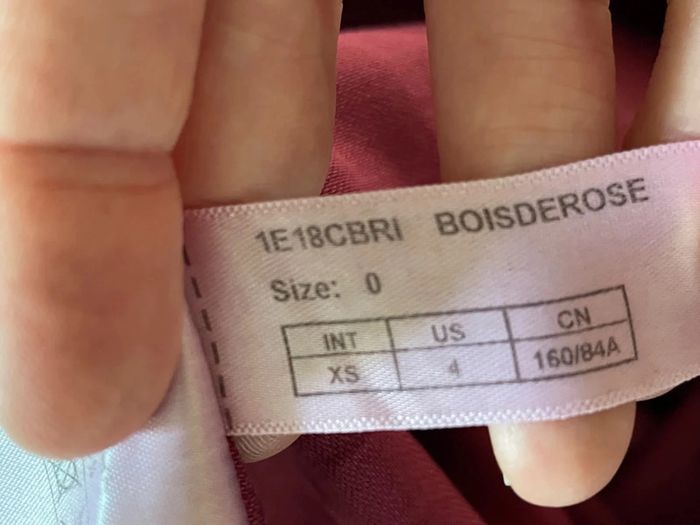 1E18CBRI BOISDEROSE
Size: 0
INT US CN
XS 4 160/84A